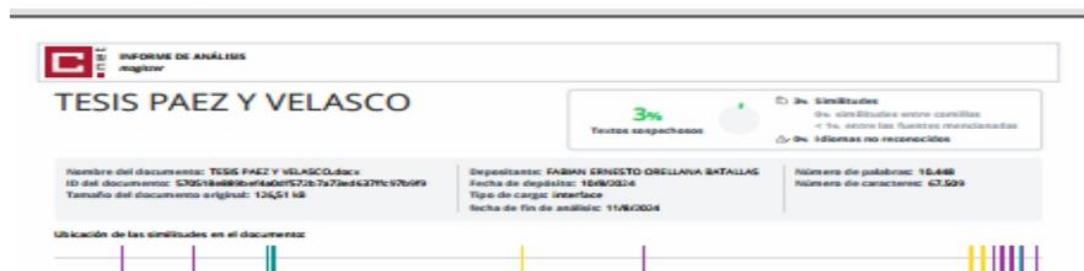 C.net
INFORME DE ANÁLISIS
magister
TESIS PAEZ Y VELASCO
3%
Textos sospechosos
3% Similitudes
0% similitudes entre comillas
< 1% entre las fuentes mencionadas
0% Idiomas no reconocidos
Nombre del documento: TESIS PAEZ Y VELASCO.docx
ID del documento:
Tamaño del documento original: 126,51 kB
Depositante: FABIAN ERNESTO ORELLANA BATALLAS
Fecha de depósito: 10/8/2024
Tipo de carga: interface
fecha de fin de análisis: 11/8/2024
Número de palabras: 10.448
Número de caracteres: 67.509
Ubicación de las similitudes en el documento: